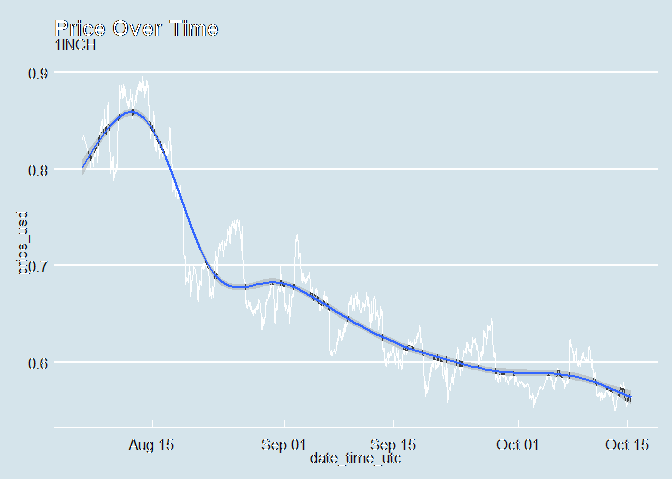 Price Over Time
1INCH
0.9
0.8
0.7
0.6
price_usd
Aug 15 Sep 01 Sep 15 Oct 01 Oct 15
date_time_utc